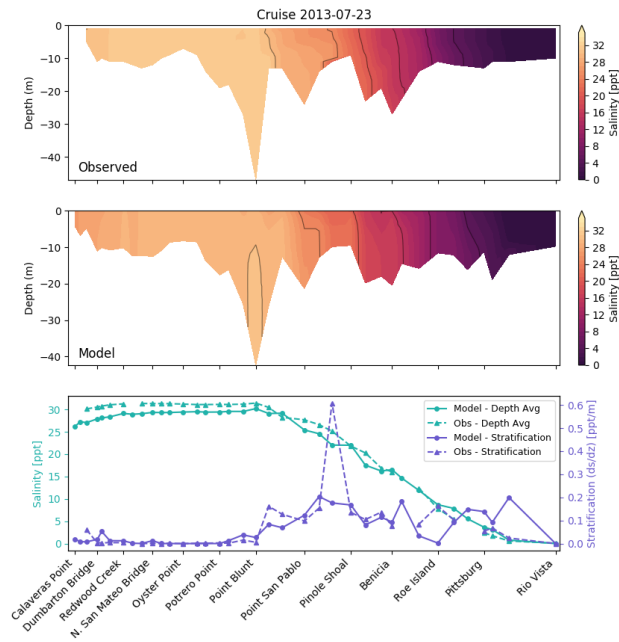 Cruise 2013-07-23
0
−10
−20
−30
−40
Depth (m)
Observed
32
28
24
20
16
12
8
4
0
Salinity [ppt]
0
−10
−20
−30
−40
Depth (m)
Model
32
28
24
20
16
12
8
4
0
Salinity [ppt]
30
25
20
15
10
5
0
Salinity [ppt]
Model - Depth Avg
Obs - Depth Avg
Model - Stratification
Obs - Stratification
0.6
0.5
0.4
0.3
0.2
0.1
0.0
Stratification (ds/dz) [ppt/m]
Calaveras Point
Dumbarton Bridge
Redwood Creek
N. San Mateo Bridge
Oyster Point
Potrero Point
Point Blunt
Point San Pablo
Pinole Shoal
Benicia
Roe Island
Pittsburg
Rio Vista